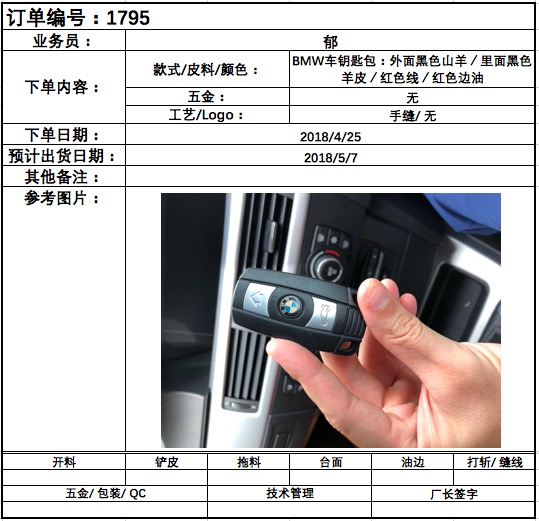 订单编号：1795
业务员： 郁
下单内容： 款式/皮料/颜色： BMW车钥匙包：外面黑色山羊/里面黑色
羊皮/红色线/红色边油
五金： 无
工艺/Logo： 手缝/ 无
下单日期： 2018/4/25
预计出货日期： 2018/5/7
其他备注：
参考图片：
开料 铲皮 拖料 台面 油边 打斩/ 缝线
五金/ 包装/ QC 技术管理 厂长签字